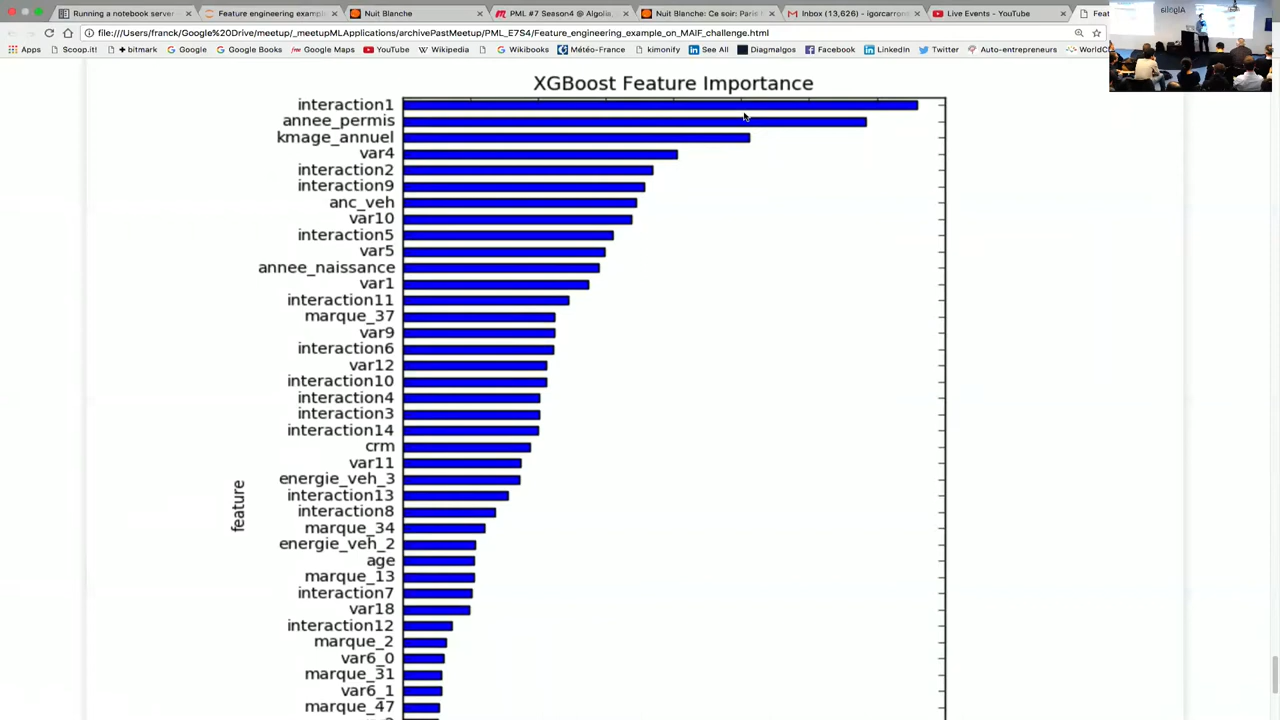 Running a notebook server
Feature engineering exampl
Nuit Blanche
PML #7 Season4 @ Algolia,
Nuit Blanche: Ce soir: Paris
Inbox (13,626) - igorcarron
Live Events - YouTube
Feat
file:///Users/franck/Google%20Drive/meetup/_meetupMLApplications/archivePastMeetup/PML_E7S4/Feature_engineering_example_on_MAIF_challenge.html
Apps
Scoop.it!
+ bitmark
my Google
Google
Google Books
Google Maps
YouTube
Wikipedia
Wikibooks
Météo-France
kimonify
See All
Diagmalgos
Facebook
LinkedIn
Twitter
Auto-entrepreneurs
WorldC
XGBoost Feature Importance
interaction1
annee_permis
kmage_annuel
var4
interaction2
interaction9
anc_veh
var10
interaction5
var5
annee_naissance
var1
interaction11
marque_37
var9
interaction6
var12
interaction10
interaction4
interaction3
interaction14
crm
var11
energie_veh_3
interaction13
interaction8
marque_34
energie_veh_2
age
marque_13
interaction7
var18
interaction12
marque_2
var6_0
marque_31
var6_1
marque_47
feature